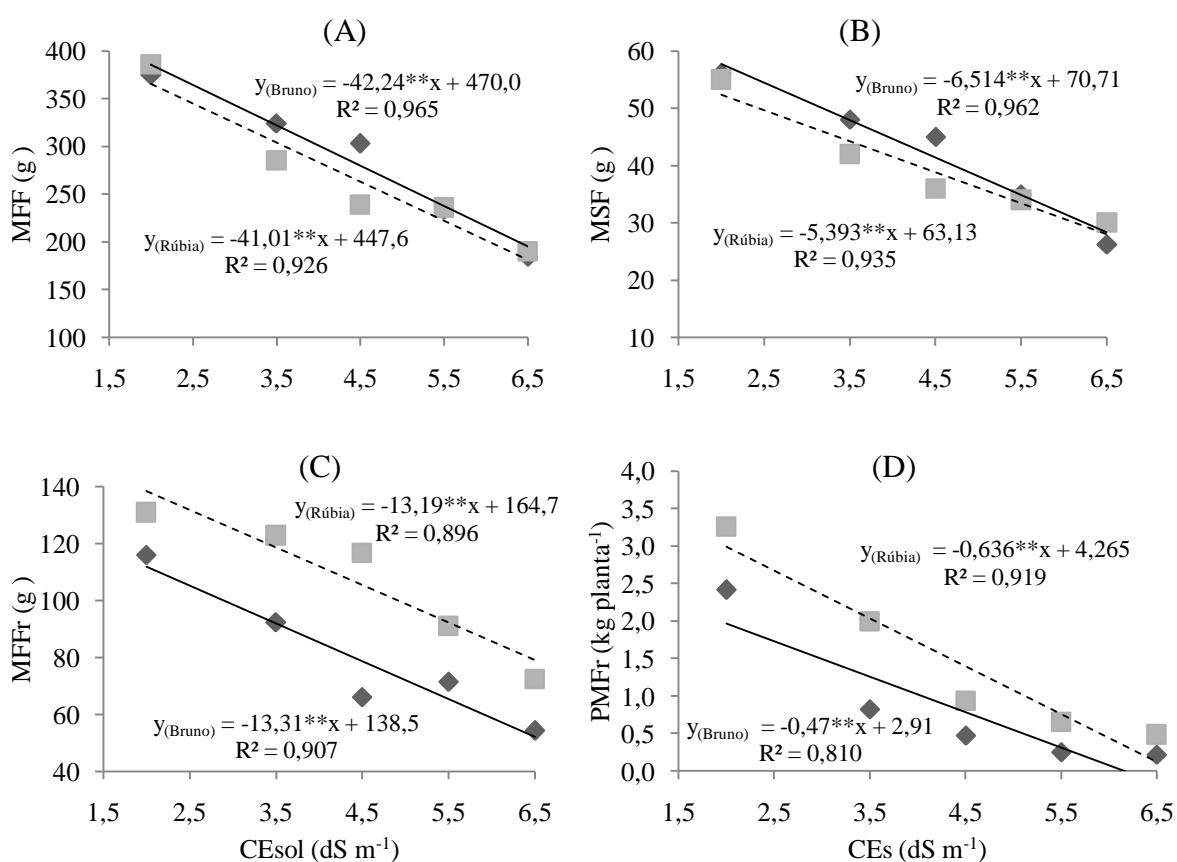 (A)
400
350
300
250
200
150
100
MFF (g )
y(Bruno) = -42,24**x + 470,0
R² = 0,965
y(Rúbia) = -41,01**x + 447,6
R² = 0,926
1,5 2,5 3,5 4,5 5,5 6,5
(B)
60
50
40
30
20
10
MSF (g )
y(Bruno) = -6,514**x + 70,71
R² = 0,962
y(Rúbia) = -5,393**x + 63,13
R² = 0,935
1,5 2,5 3,5 4,5 5,5 6,5
(C)
140
120
100
80
60
40
MFFr (g )
y(Rúbia) = -13,19**x + 164,7
R² = 0,896
y(Bruno) = -13,31**x + 138,5
R² = 0,907
1,5 2,5 3,5 4,5 5,5 6,5
CEsol (dS m-1)
(D)
4,0
3,5
3,0
2,5
2,0
1,5
1,0
0,5
0,0
PMFr (kg planta-1)
y(Rúbia) = -0,636**x + 4,265
R² = 0,919
y(Bruno) = -0,47**x + 2,91
R² = 0,810
1,5 2,5 3,5 4,5 5,5 6,5
CEs (dS m-1)